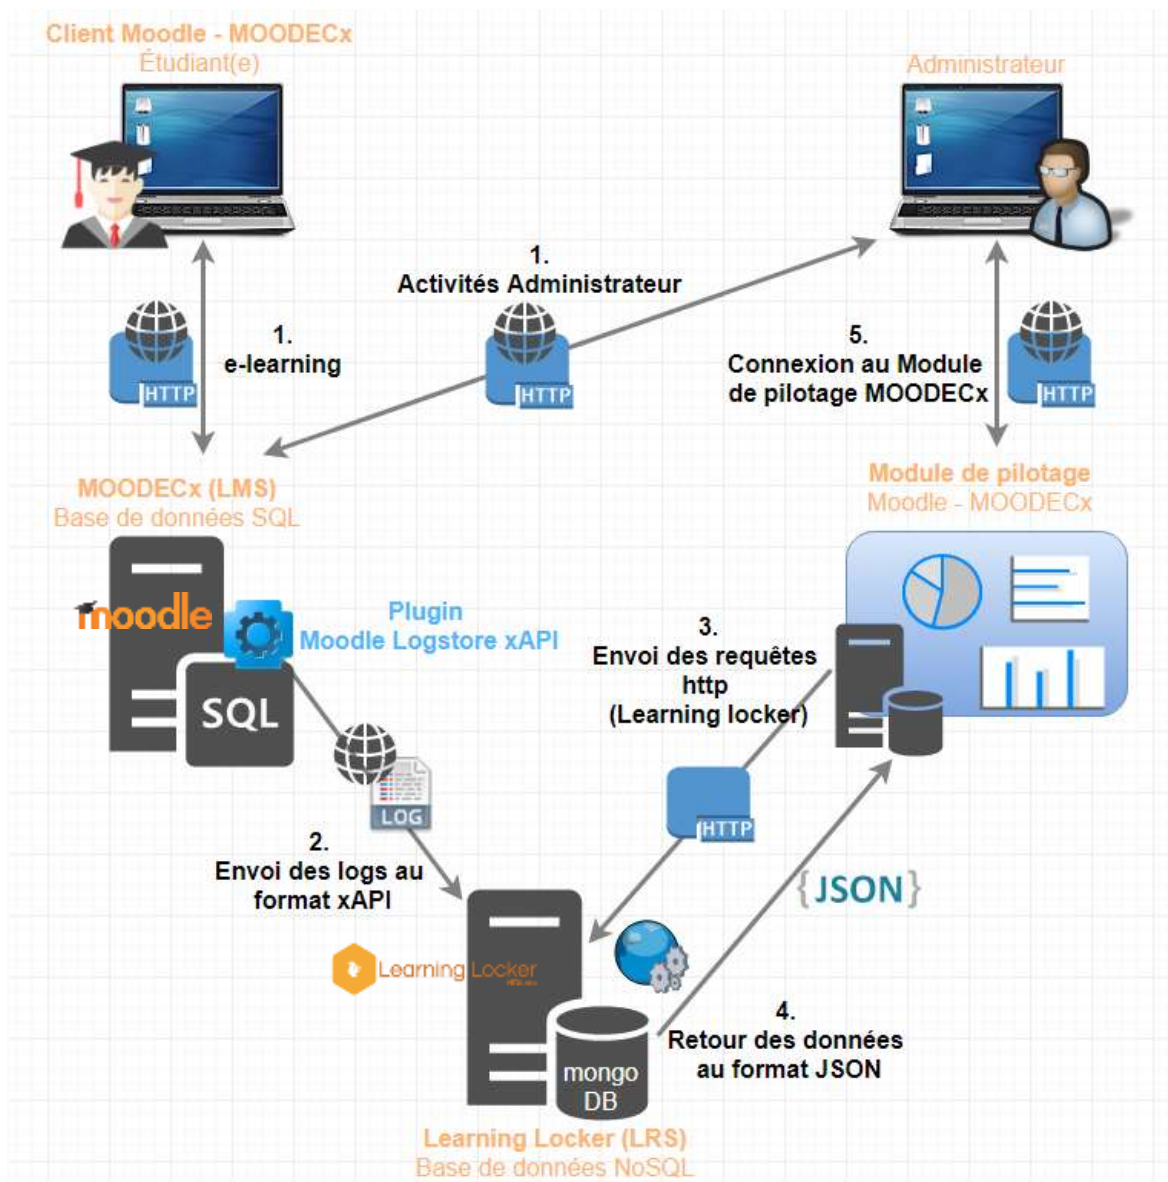 Client Moodle - MOODECx
Étudiant(e)
Administrateur
1.
Activités Administrateur
HTTP
1.
e-learning
HTTP
5.
Connexion au Module
de pilotage MOODECx
HTTP
MOODECx (LMS)
Base de données SQL
Module de pilotage
Moodle - MOODECx
moodle
Plugin
Moodle Logstore xAPI
SQL
3.
Envoi des requêtes
http
(Learning locker)
LOG
HTTP
2.
Envoi des logs au
format xAPI
{JSON}
Learning Locker
4.
Retour des données
au format JSON
mongo
DB
Learning Locker (LRS)
Base de données NoSQL